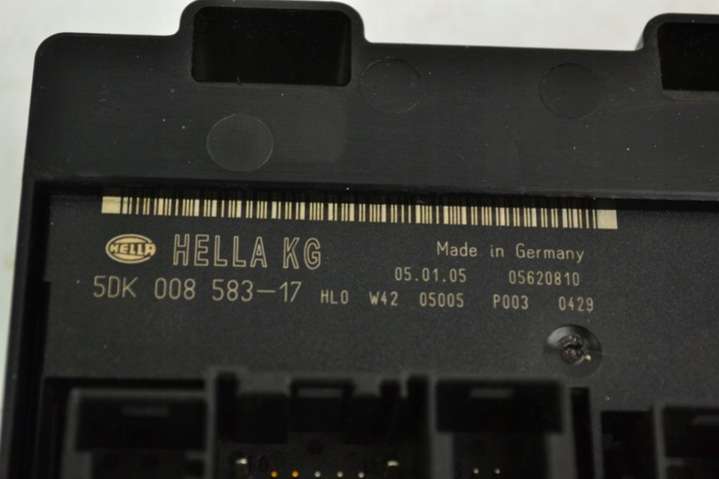 HELLA HELLA KG Made in Germany
05.01.05 05620810
5DK 008 583-17 HLO W42 05005 P003 0429